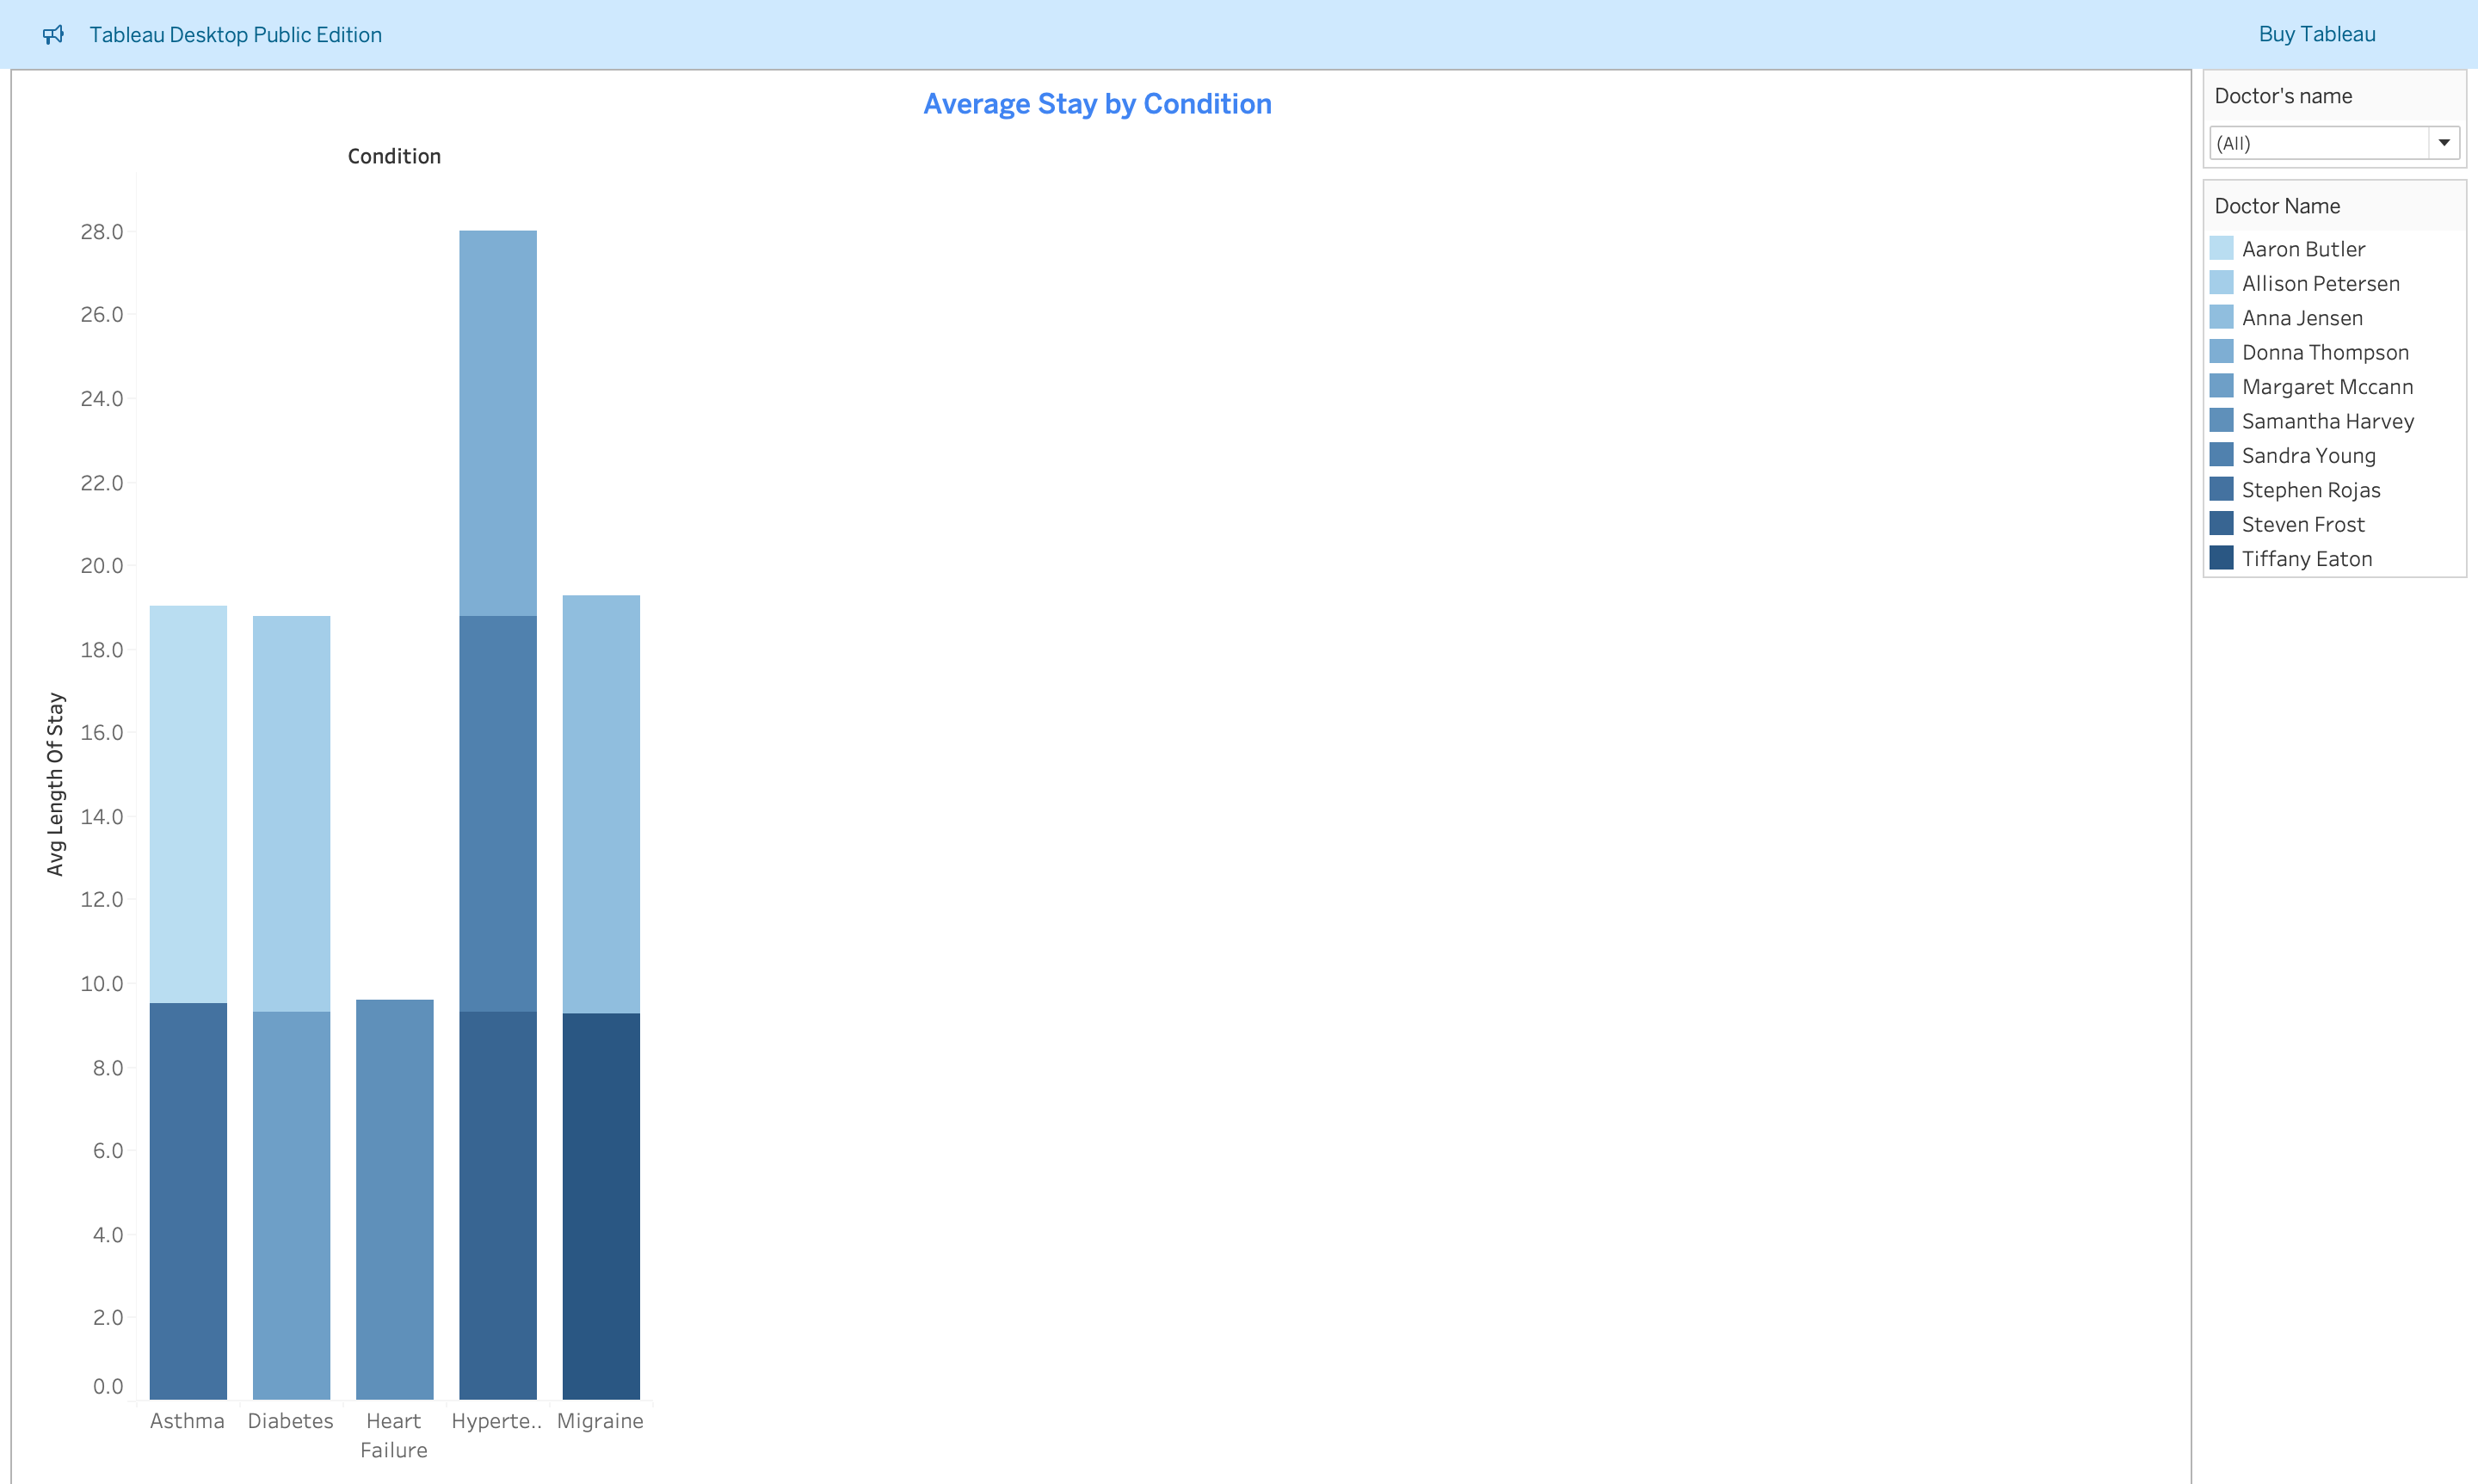 Tableau Desktop Public Edition
Buy Tableau
Average Stay by Condition
Condition
28.0
26.0
24.0
22.0
20.0
18.0
16.0
14.0
12.0
10.0
8.0
6.0
4.0
2.0
0.0
Avg Length Of Stay
Asthma
Diabetes
Heart
Failure
Hyperte..
Migraine
Doctor's name
(All)
Doctor Name
Aaron Butler
Allison Petersen
Anna Jensen
Donna Thompson
Margaret Mccann
Samantha Harvey
Sandra Young
Stephen Rojas
Steven Frost
Tiffany Eaton